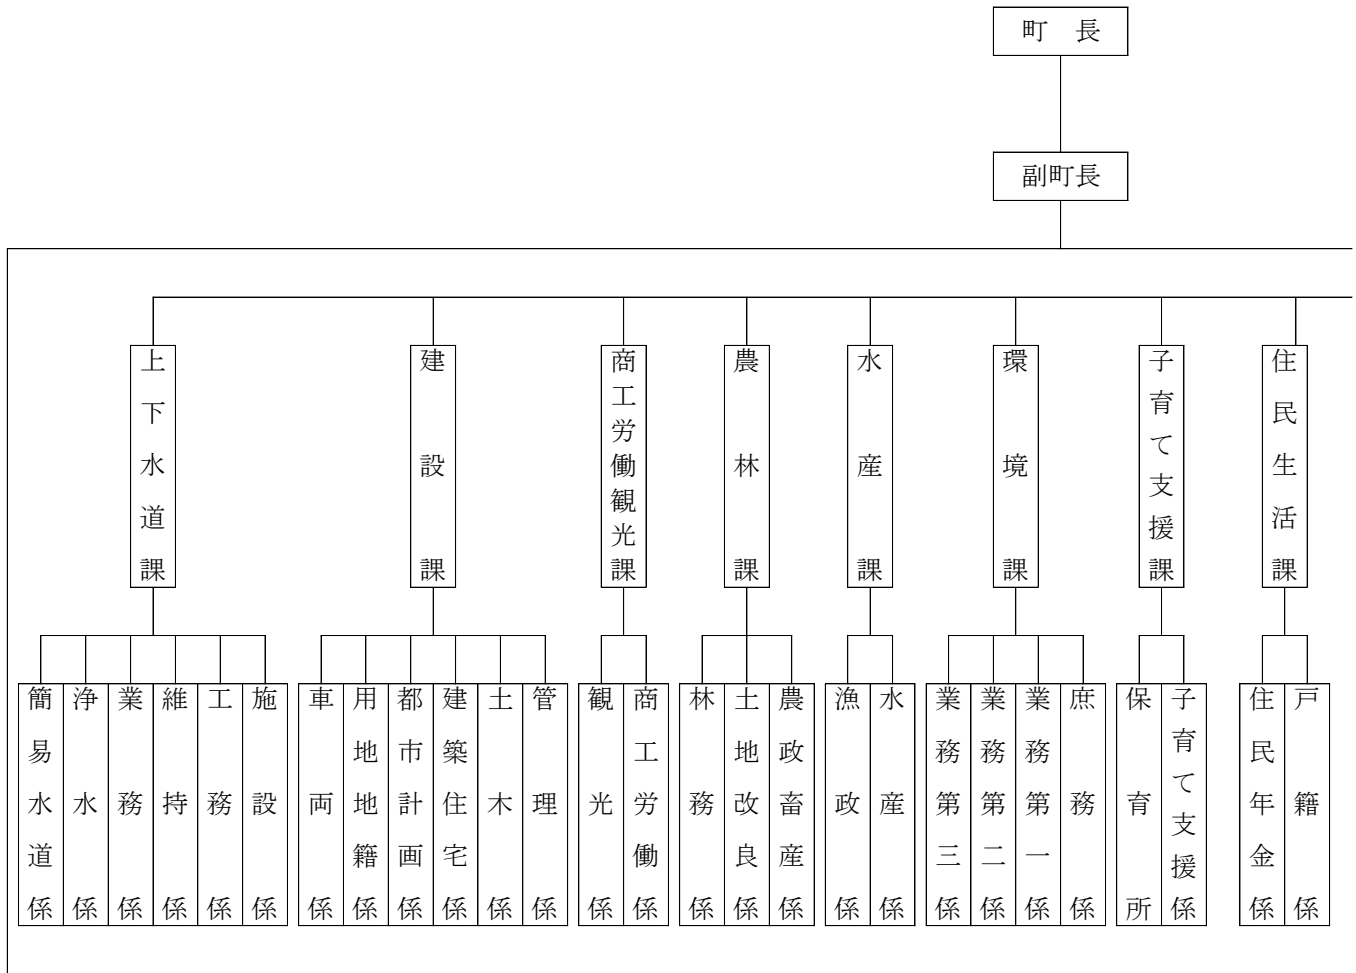 町　長
副町長
上下水道課
建設課
商工労働観光課
農林課
水産課
環境課
子育て支援課
住民生活課
簡易水道係
浄水係
業務係
維持係
工務係
施設係
車両係
用地地籍係
都市計画係
建築住宅係
土木係
管理係
観光係
商工労働係
林務係
土地改良係
農政畜産係
漁政係
水産係
業務第三係
業務第二係
業務第一係
庶務係
保育所
子育て支援係
住民年金係
戸籍係